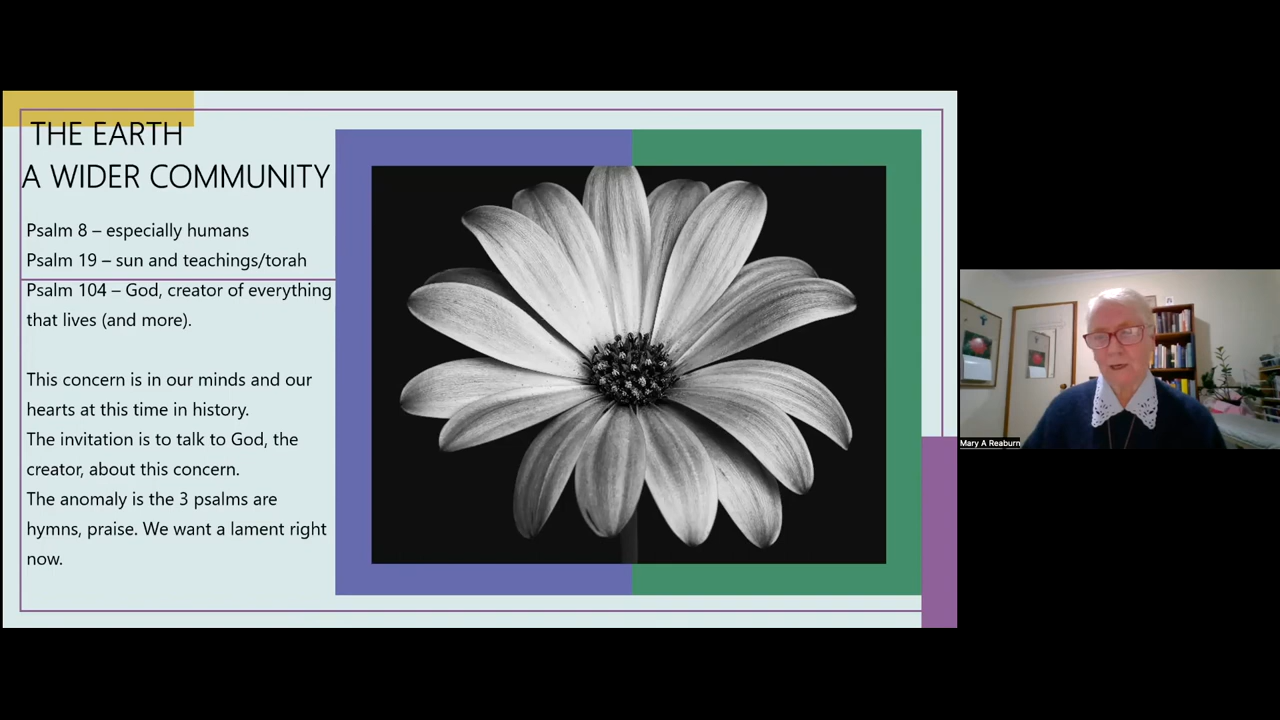 THE EARTH
A WIDER COMMUNITY
Psalm 8 – especially humans
Psalm 19 – sun and teachings/torah
Psalm 104 – God, creator of everything
that lives (and more).
This concern is in our minds and our
hearts at this time in history.
The invitation is to talk to God, the
creator, about this concern.
The anomaly is the 3 psalms are
hymns, praise. We want a lament right
now.
Mary A Reaburn